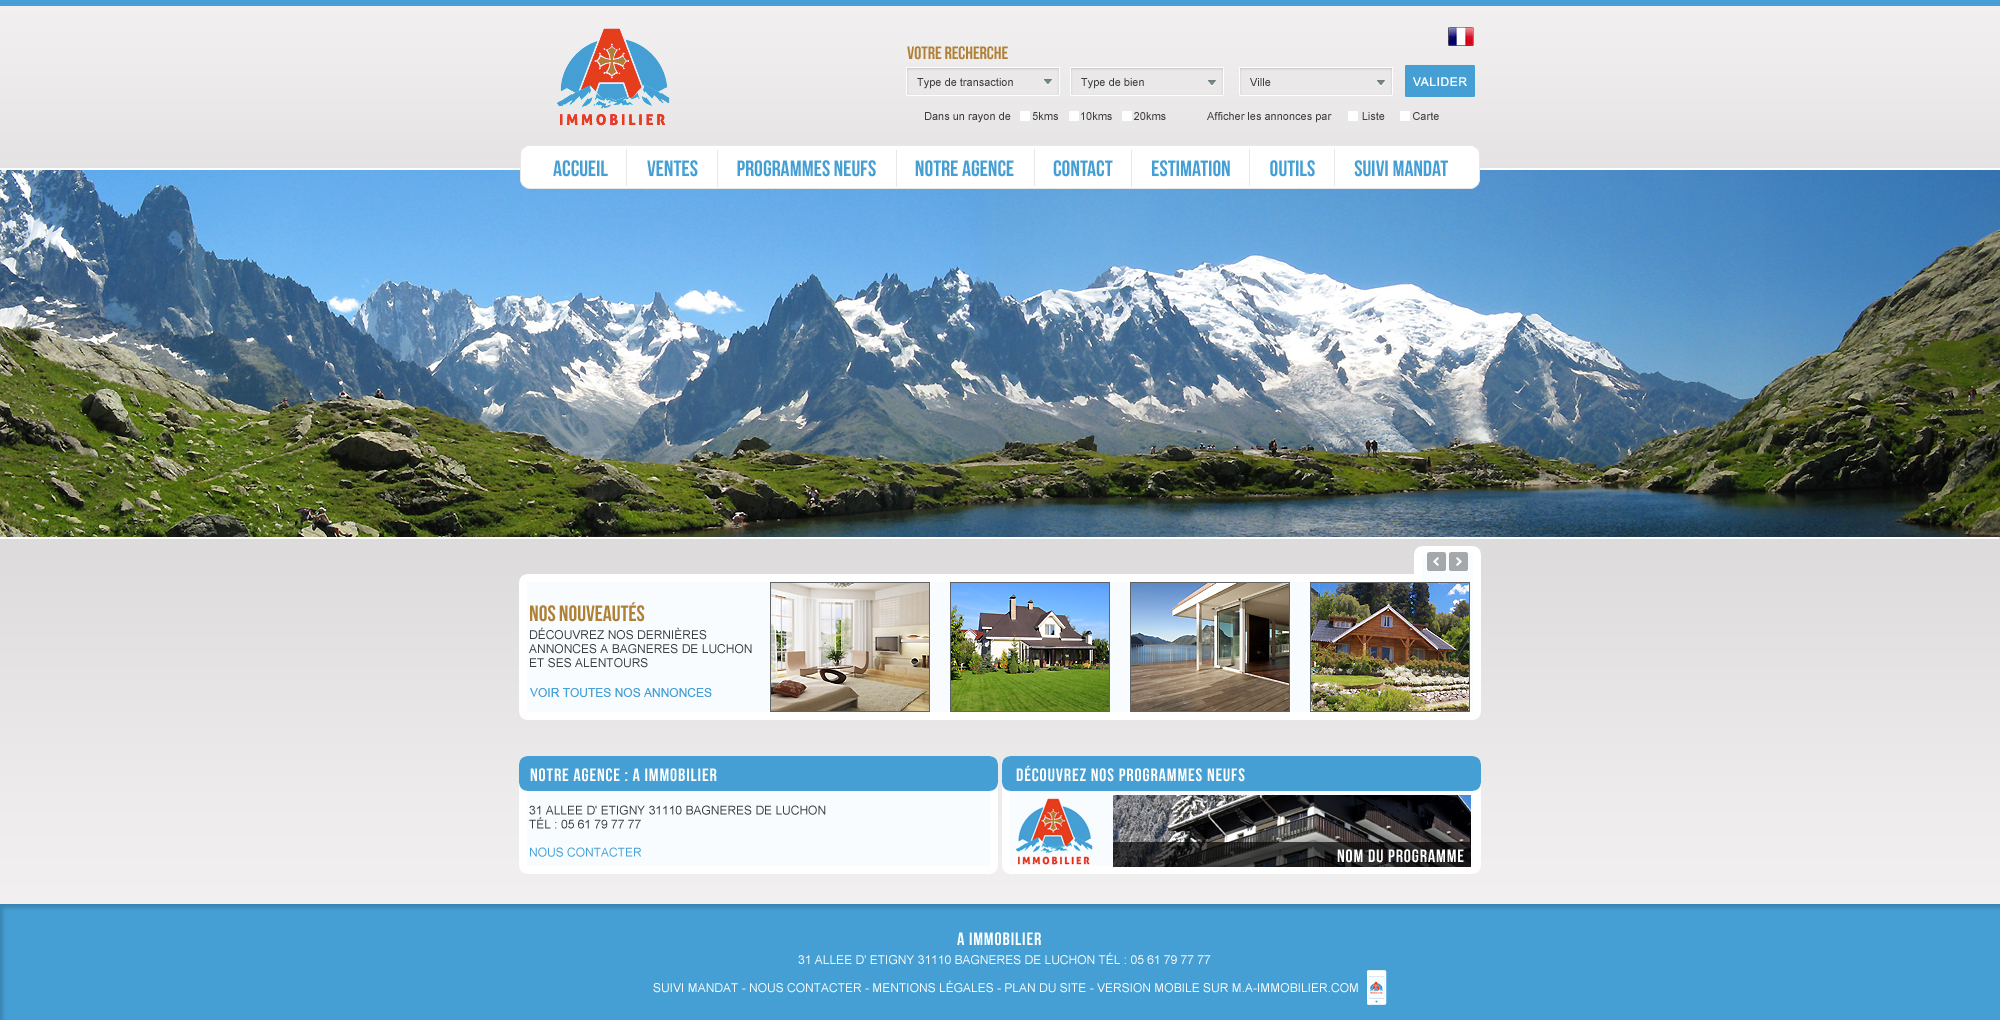 IMMOBILIER
VOTRE RECHERCHE
Type de transaction
Type de bien
Ville
VALIDER
Dans un rayon de 5kms 10kms 20kms
Afficher les annonces par Liste Carte
ACCUEIL
VENTES
PROGRAMMES NEUFS
NOTRE AGENCE
CONTACT
ESTIMATION
OUTILS
SUIVI MANDAT
NOS NOUVEAUTÉS
DÉCOUVREZ NOS DERNIÈRES
ANNONCES A BAGNERES DE LUCHON
ET SES ALENTOURS
VOIR TOUTES NOS ANNONCES
NOTRE AGENCE : A IMMOBILIER
31 ALLEE D' ETIGNY 31110 BAGNERES DE LUCHON
TÉL : 05 61 79 77 77
NOUS CONTACTER
DÉCOUVREZ NOS PROGRAMMES NEUFS
IMMOBILIER
NOM DU PROGRAMME
A IMMOBILIER
31 ALLEE D' ETIGNY 31110 BAGNERES DE LUCHON TÉL : 05 61 79 77 77
SUIVI MANDAT - NOUS CONTACTER - MENTIONS LÉGALES - PLAN DU SITE - VERSION MOBILE SUR M.A-IMMOBILIER.COM